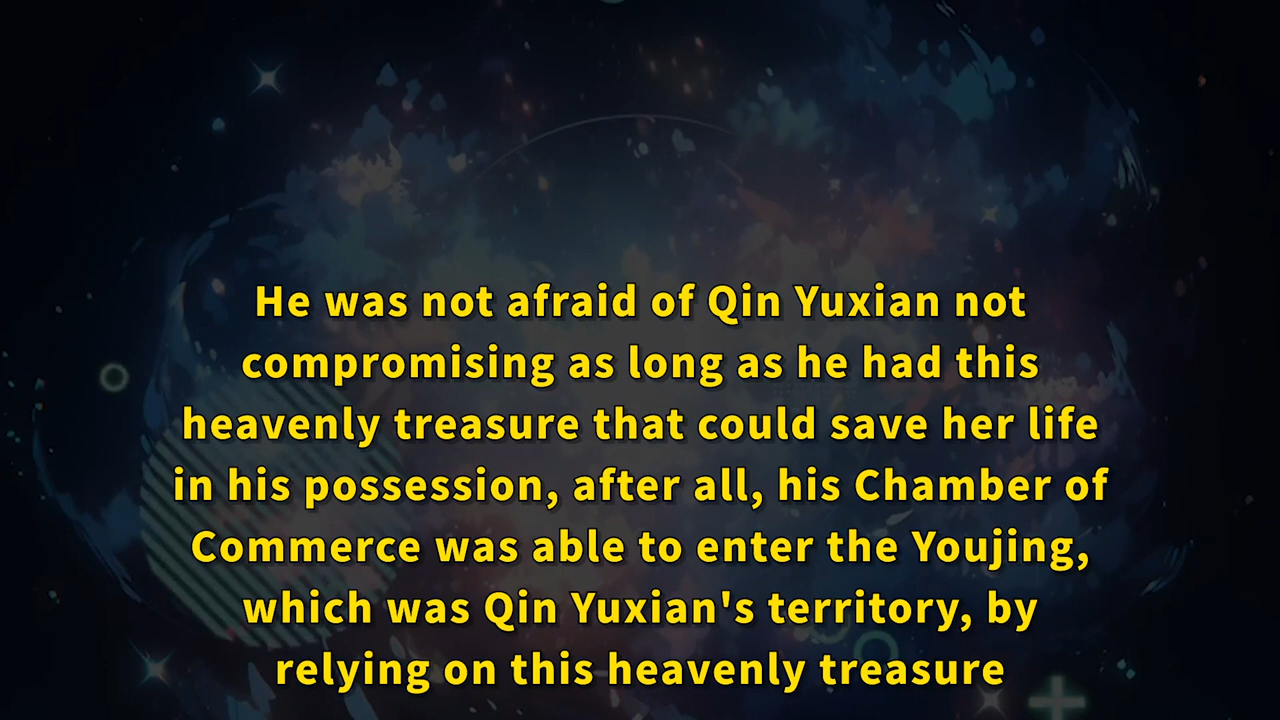 He was not afraid of Qin Yuxian not
compromising as long as he had this
heavenly treasure that could save her life
in his possession, after all, his Chamber of
Commerce was able to enter the Youjing,
which was Qin Yuxian's territory, by
relying on this heavenly treasure